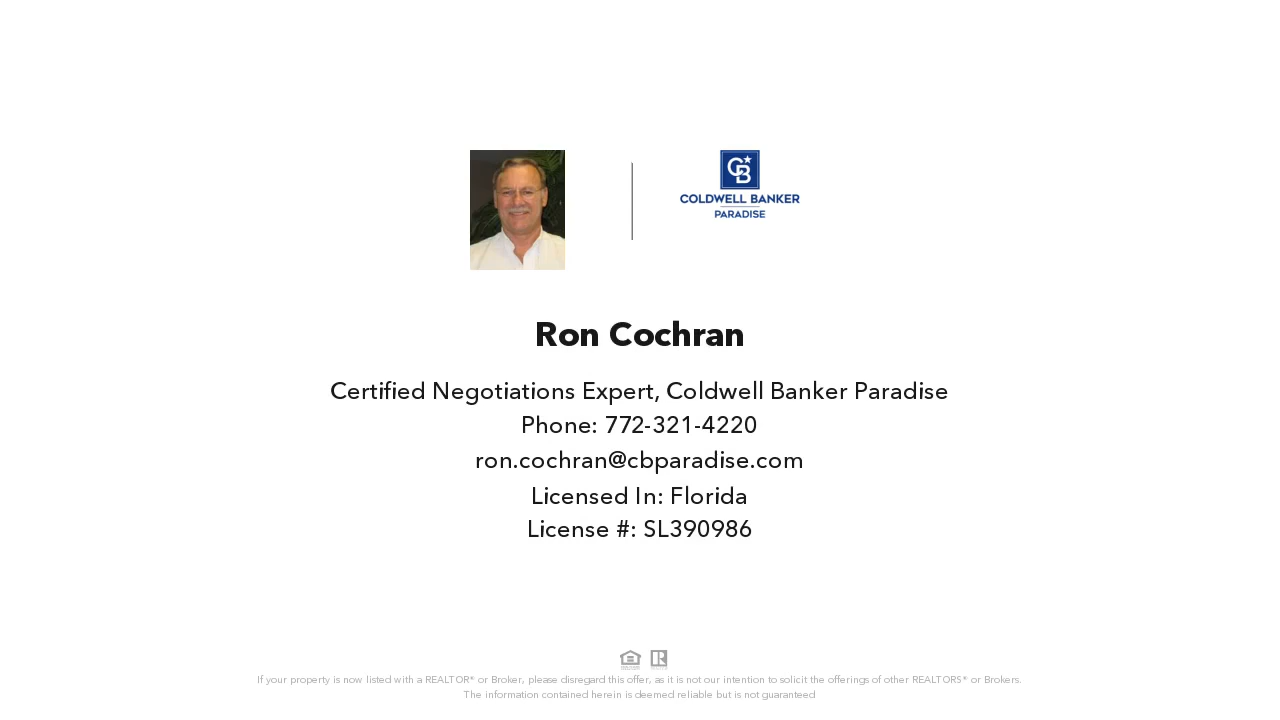 CB
COLDWELL BANKER
PARADISE
Ron Cochran
Certified Negotiations Expert, Coldwell Banker Paradise
Phone: 772-321-4220
ron.cochran@cbparadise.com
Licensed In: Florida
License #: SL390986
If your property is now listed with a REALTOR® or Broker, please disregard this offer, as it is not our intention to solicit the offerings of other REALTORS® or Brokers.
The information contained herein is deemed reliable but is not guaranteed